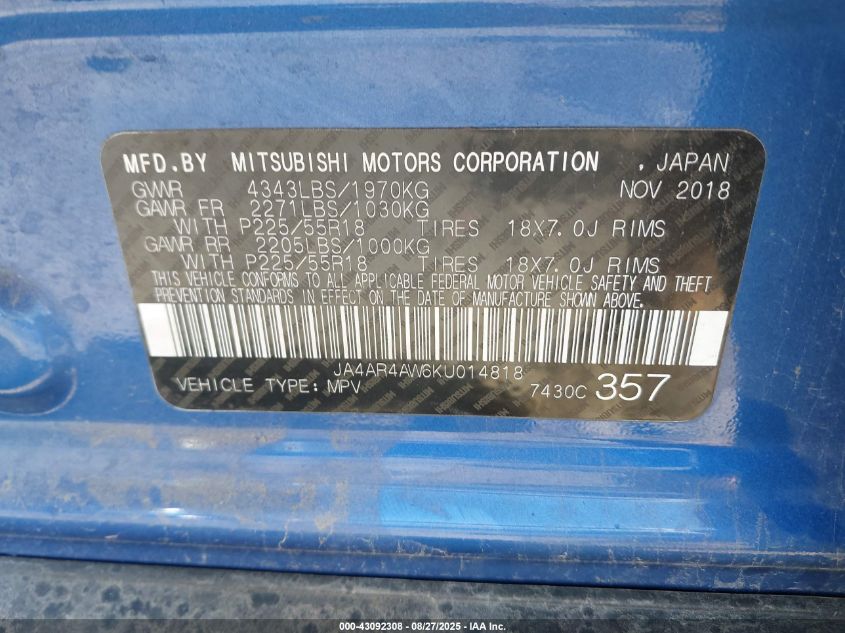 MFD.BY MITSUBISHI MOTORS CORPORATION , JAPAN
GVWR 4343LBS/1970KG NOV 2018
GAWR FR 2271LBS/1030KG
WITH P225/55R18 TIRES 18X7.0J RIMS
GAWR RR 2205LBS/1000KG
WITH P225/55R18 TIRES 18X7.0J RIMS
THIS VEHICLE CONFORMS TO ALL APPLICABLE FEDERAL MOTOR VEHICLE SAFETY AND THEFT
PREVENTION STANDARDS IN EFFECT ON THE DATE OF MANUFACTURE SHOWN ABOVE.
JA4AR4AW6KU014818
VEHICLE TYPE:MPV 7430C 357
000-43092308 - 08/27/2025 - IAA Inc.